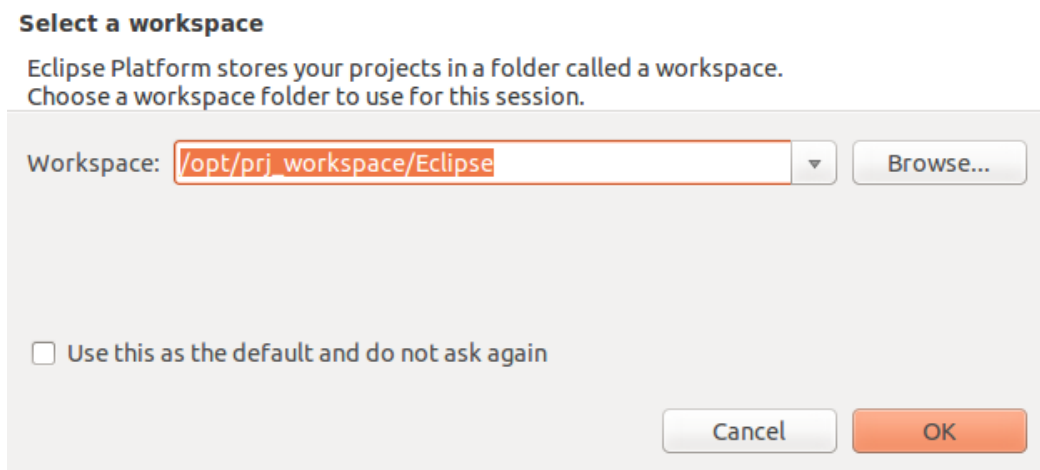 Select a workspace
Eclipse Platform stores your projects in a folder called a workspace.
Choose a workspace folder to use for this session.
Workspace: /opt/prj_workspace/Eclipse Browse...
Use this as the default and do not ask again
Cancel OK